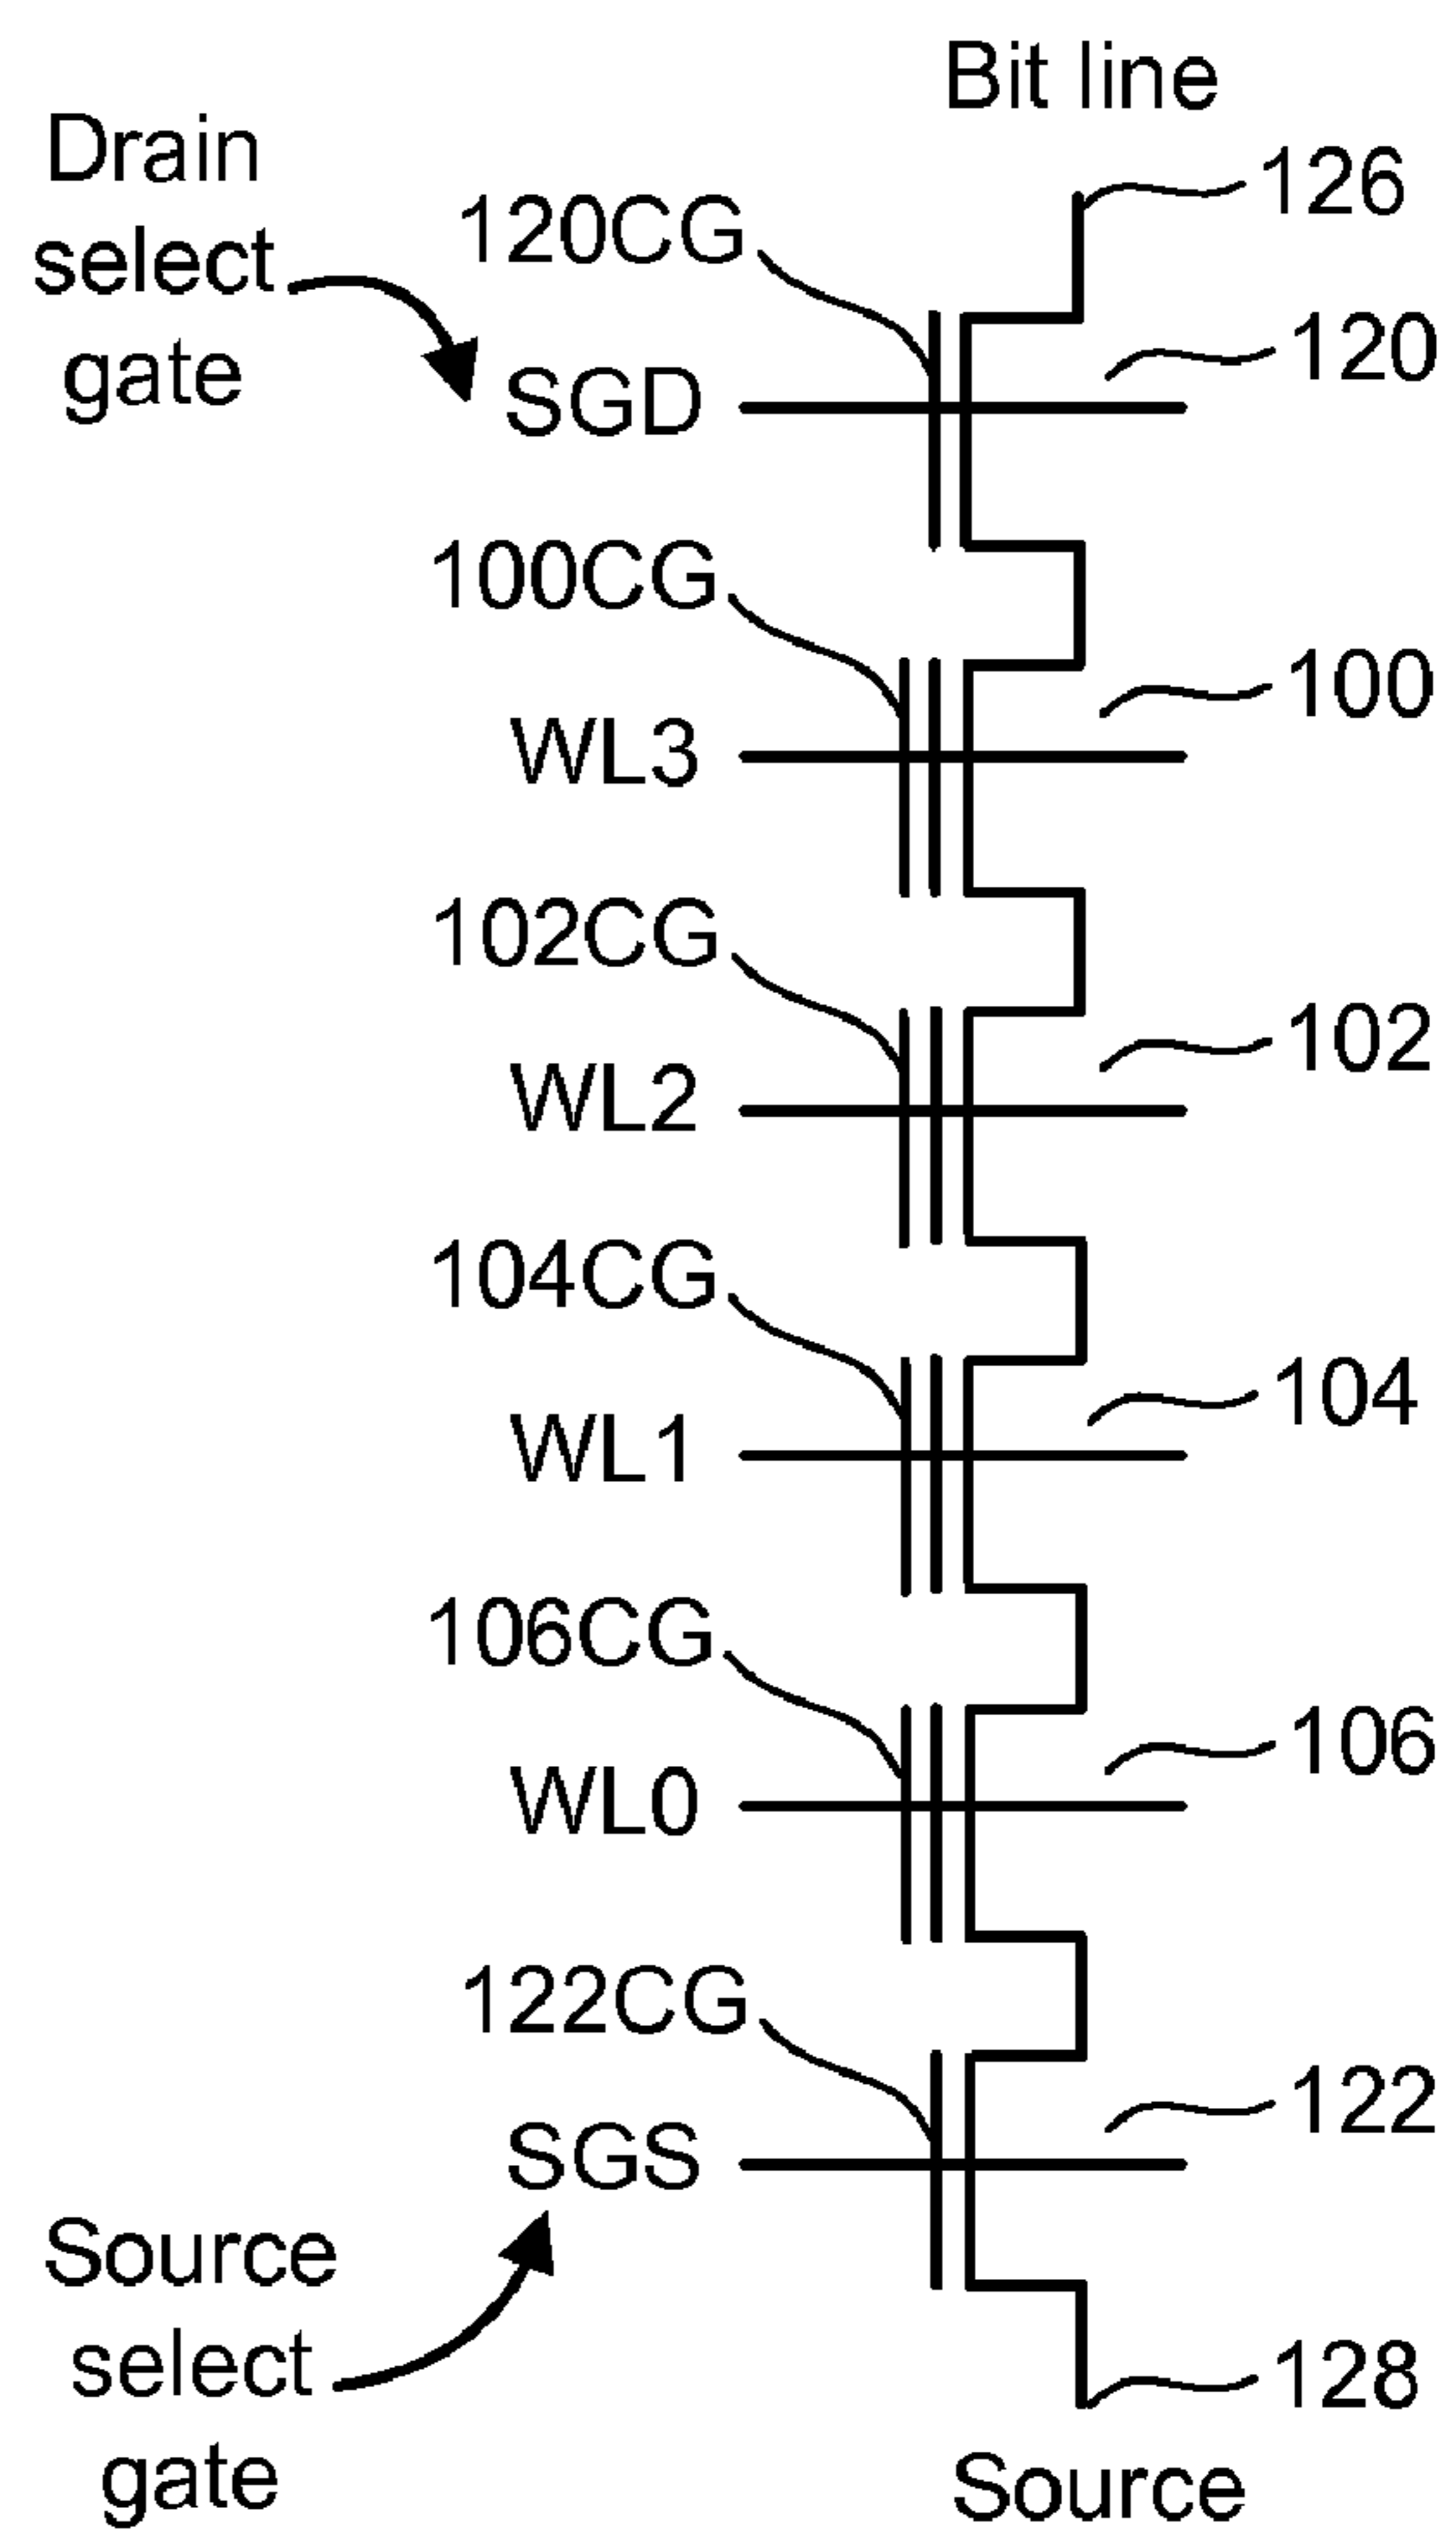 Bit line
126
Drain
select
gate
120CG
120
SGD
100CG
100
WL3
102CG
102
WL2
104CG
104
WL1
106CG
106
WL0
122CG
122
SGS
Source
select
gate
128
Source